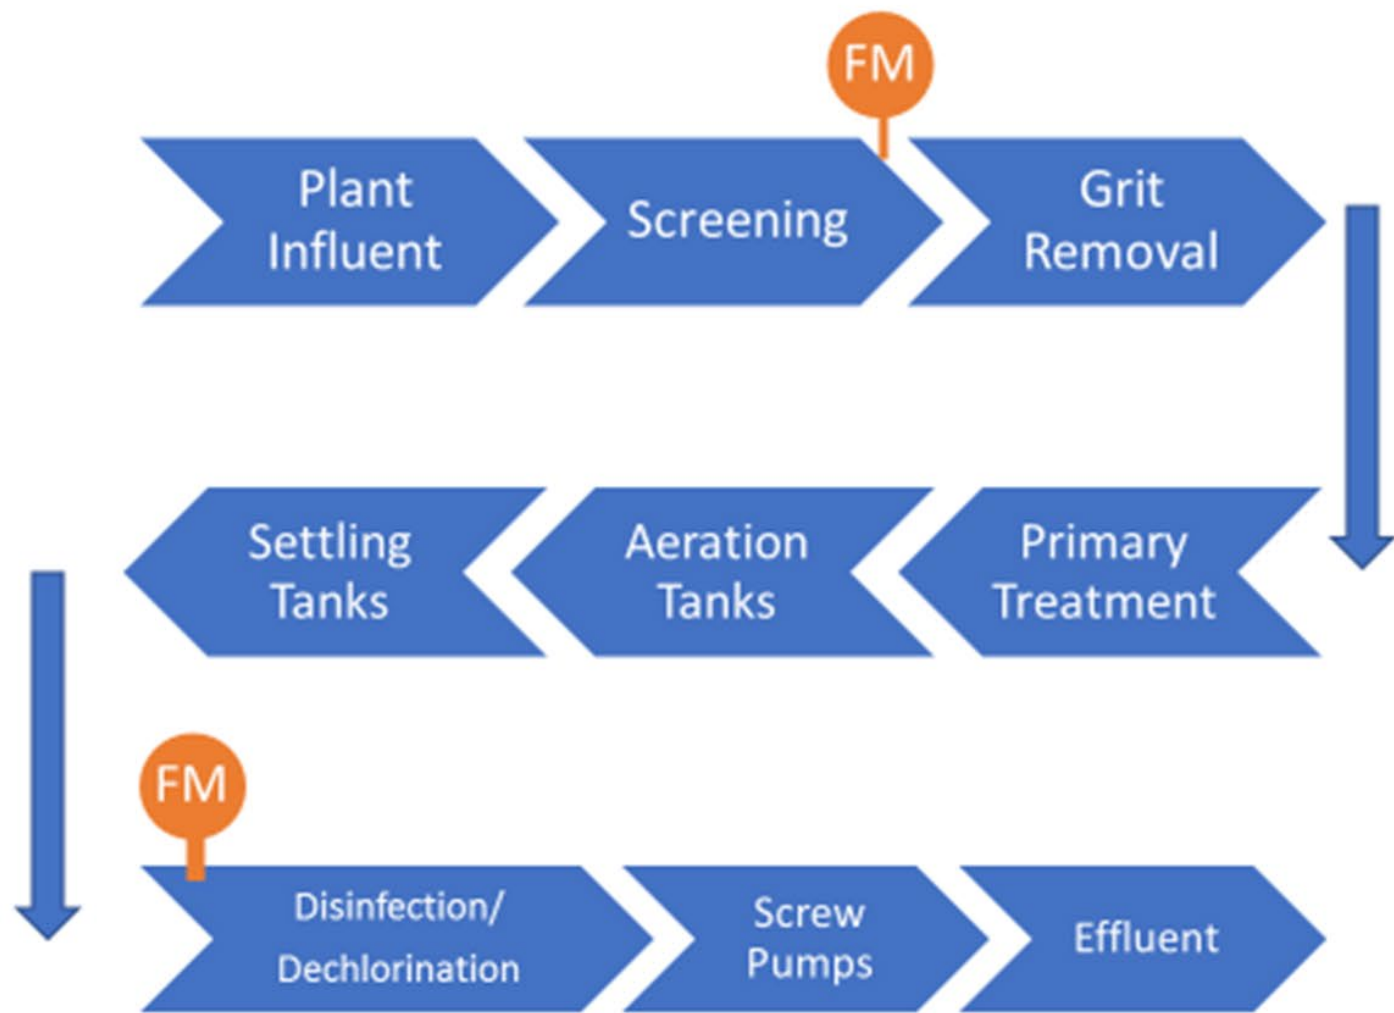 FM
Plant
Influent
Screening
Grit
Removal
Primary
Treatment
Aeration
Tanks
Settling
Tanks
FM
Disinfection/
Dechlorination
Screw
Pumps
Effluent